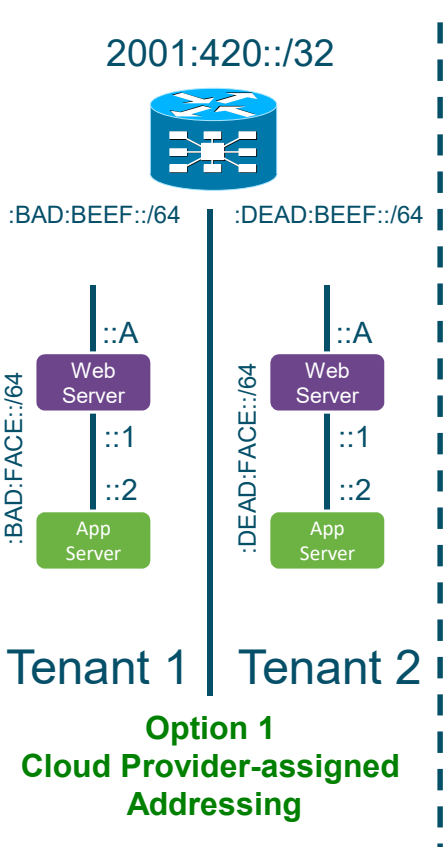 2001:420::/32
:BAD:BEEF::/64
:DEAD:BEEF::/64
::A
Web
Server
::1
::2
App
Server
:BAD:FACE::/64
::A
Web
Server
::1
::2
App
Server
:DEAD:FACE::/64
Tenant 1
Tenant 2
Option 1
Cloud Provider-assigned
Addressing